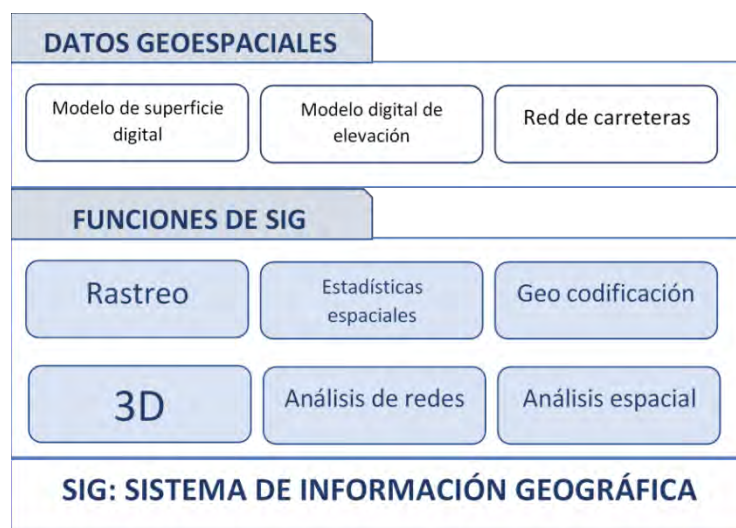 DATOS GEOESPACIALES
Modelo de superficie
digital
Modelo digital de
elevación
Red de carreteras
FUNCIONES DE SIG
Rastreo
Estadísticas
espaciales
Geo codificación
3D
Análisis de redes
Análisis espacial
SIG: SISTEMA DE INFORMACIÓN GEOGRÁFICA